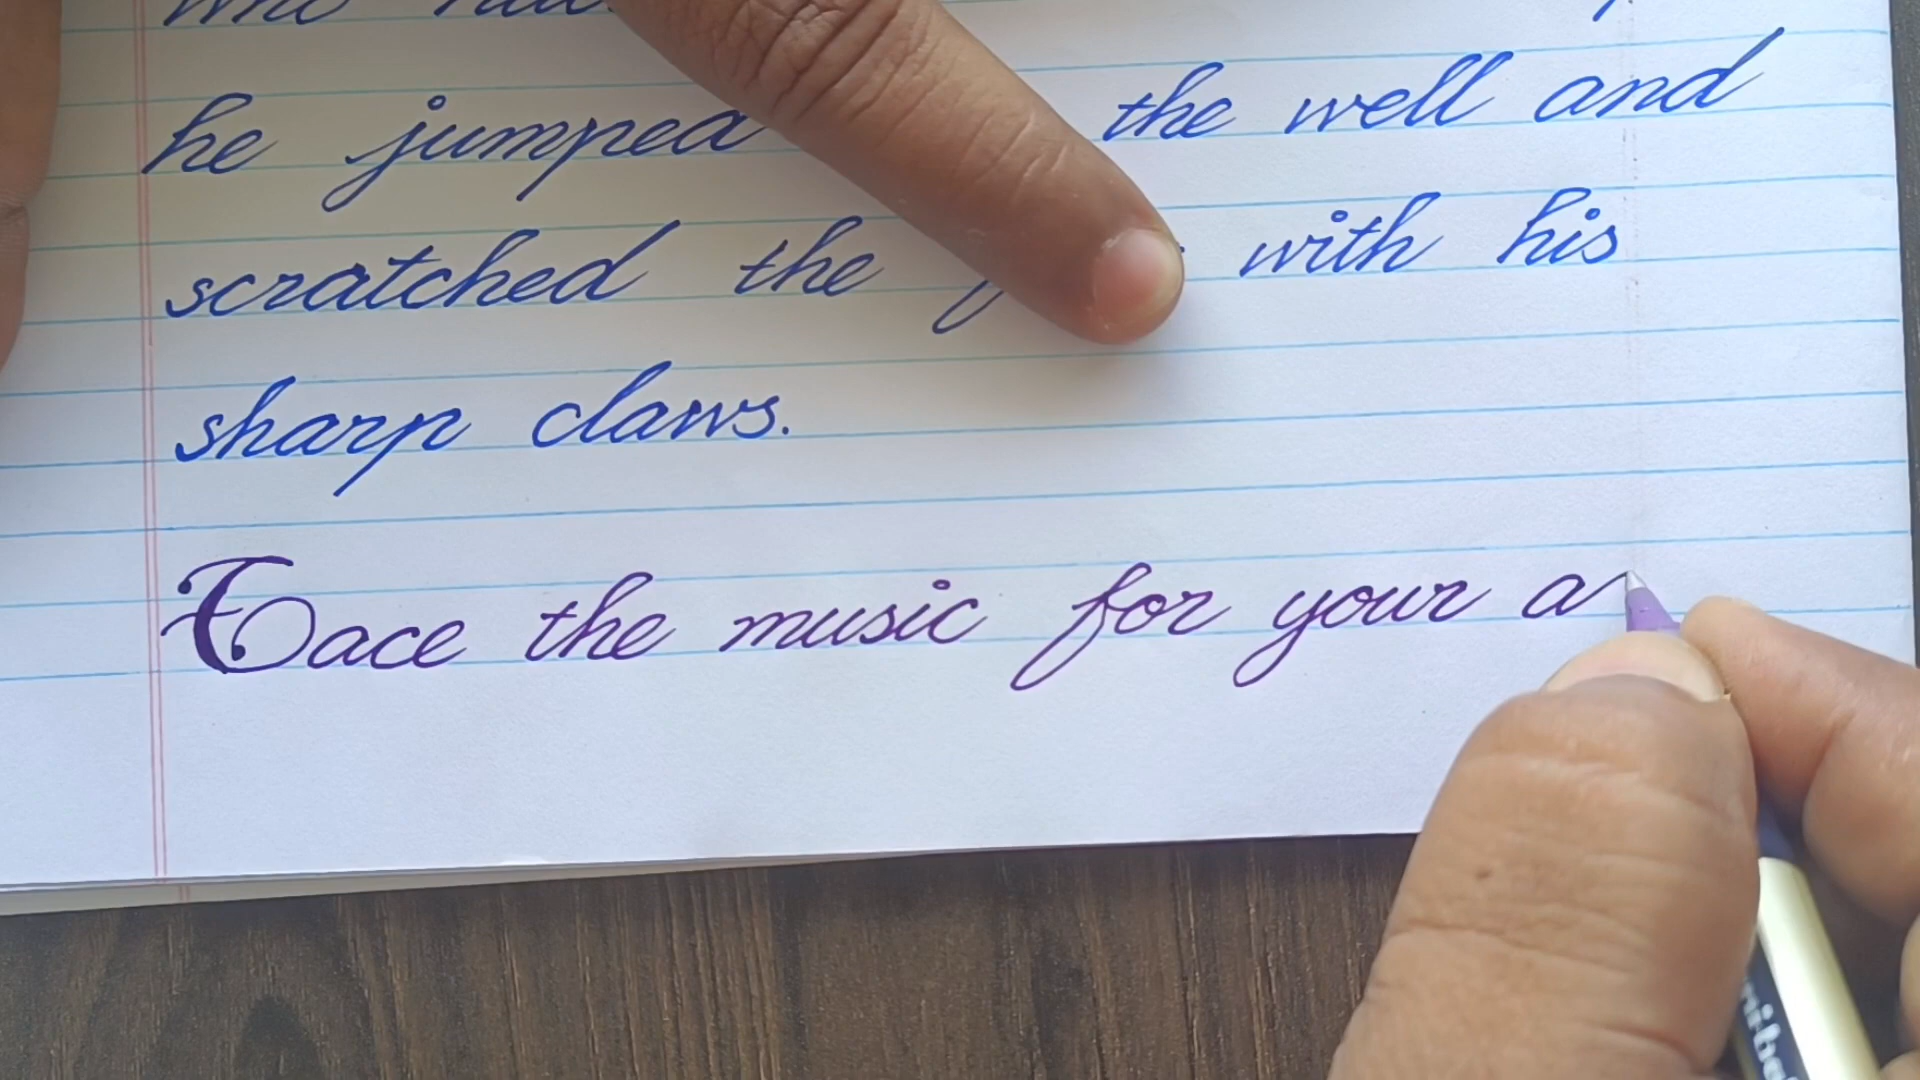 he jumped the well and
scratched the with his
sharp claws.
Face the music for your